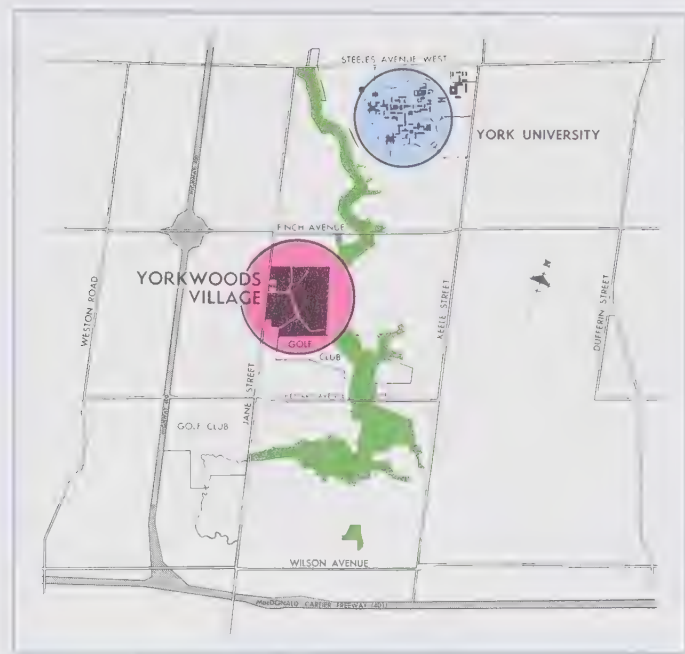 STEELES AVENUE WEST
YORK UNIVERSITY
FINCH AVENUE
YORKWOODS
VILLAGE
WESTON ROAD
KEELE STREET
DUFFERIN STREET
GOLF
CLUB
JANE STREET
GOLF CLUB
WILSON AVENUE
MacDONALD CARTIER FREEWAY (401)